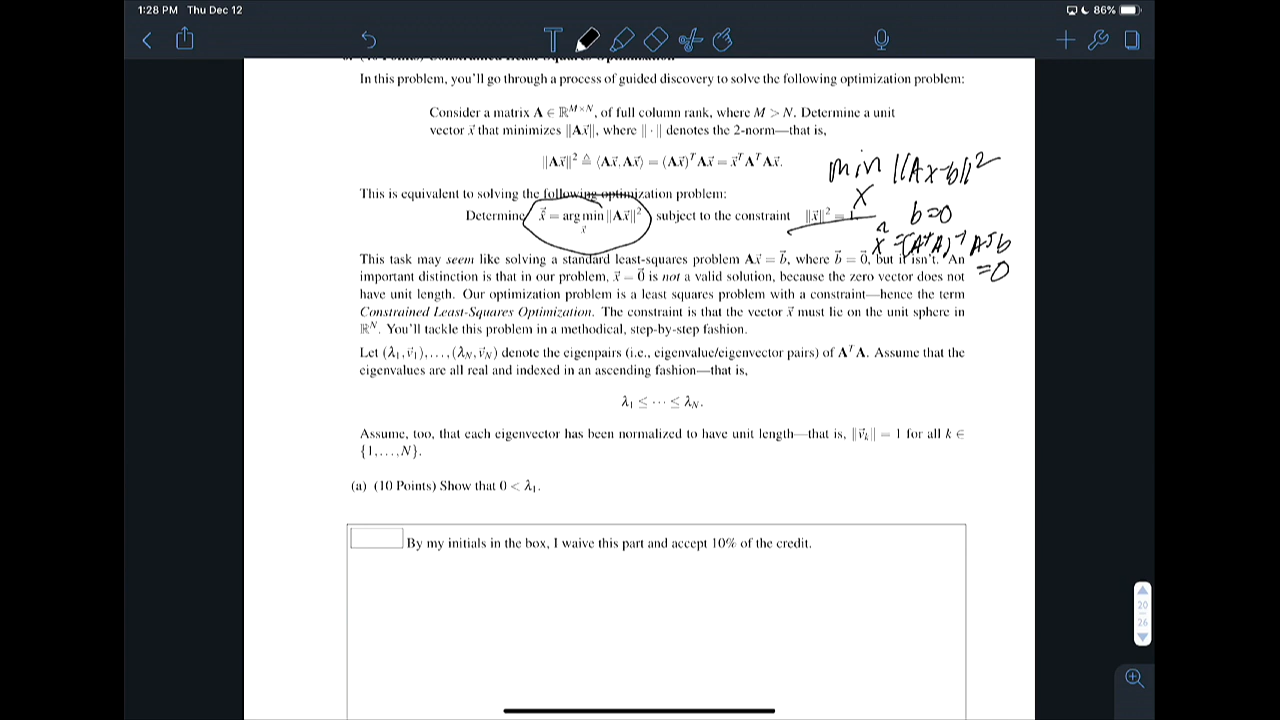 1:28 PM Thu Dec 12
86%
In this problem, you'll go through a process of guided discovery to solve the following optimization problem:
Consider a matrix A ∈ ℝ^{M×N}, of full column rank, where M > N. Determine a unit
vector x⃗ that minimizes ‖Ax⃗‖, where ‖·‖ denotes the 2-norm—that is,
‖Ax⃗‖² ≜ ⟨Ax⃗, Ax⃗⟩ = (Ax⃗)ᵀAx⃗ = x⃗ᵀAᵀAx⃗.
min ‖Ax-b‖²
x
This is equivalent to solving the following optimization problem:
b=0
Determine x⃗ = arg min ‖Ax⃗‖² subject to the constraint ‖x⃗‖² = 1.
x⃗
x̂ = (AᵀA)⁻¹Aᵀb
=0
This task may seem like solving a standard least-squares problem Ax⃗ = b⃗, where b⃗ = 0⃗, but it isn't. An
important distinction is that in our problem, x⃗ = 0⃗ is not a valid solution, because the zero vector does not
have unit length. Our optimization problem is a least squares problem with a constraint—hence the term
Constrained Least-Squares Optimization. The constraint is that the vector x⃗ must lie on the unit sphere in
ℝᴺ. You'll tackle this problem in a methodical, step-by-step fashion.
Let (λ₁,v⃗₁),…,(λ_N,v⃗_N) denote the eigenpairs (i.e., eigenvalue/eigenvector pairs) of AᵀA. Assume that the
eigenvalues are all real and indexed in an ascending fashion—that is,
λ₁ ≤ ⋯ ≤ λ_N.
Assume, too, that each eigenvector has been normalized to have unit length—that is, ‖v⃗ₖ‖ = 1 for all k ∈
{1,…,N}.
(a) (10 Points) Show that 0 < λ₁.
By my initials in the box, I waive this part and accept 10% of the credit.
20
26